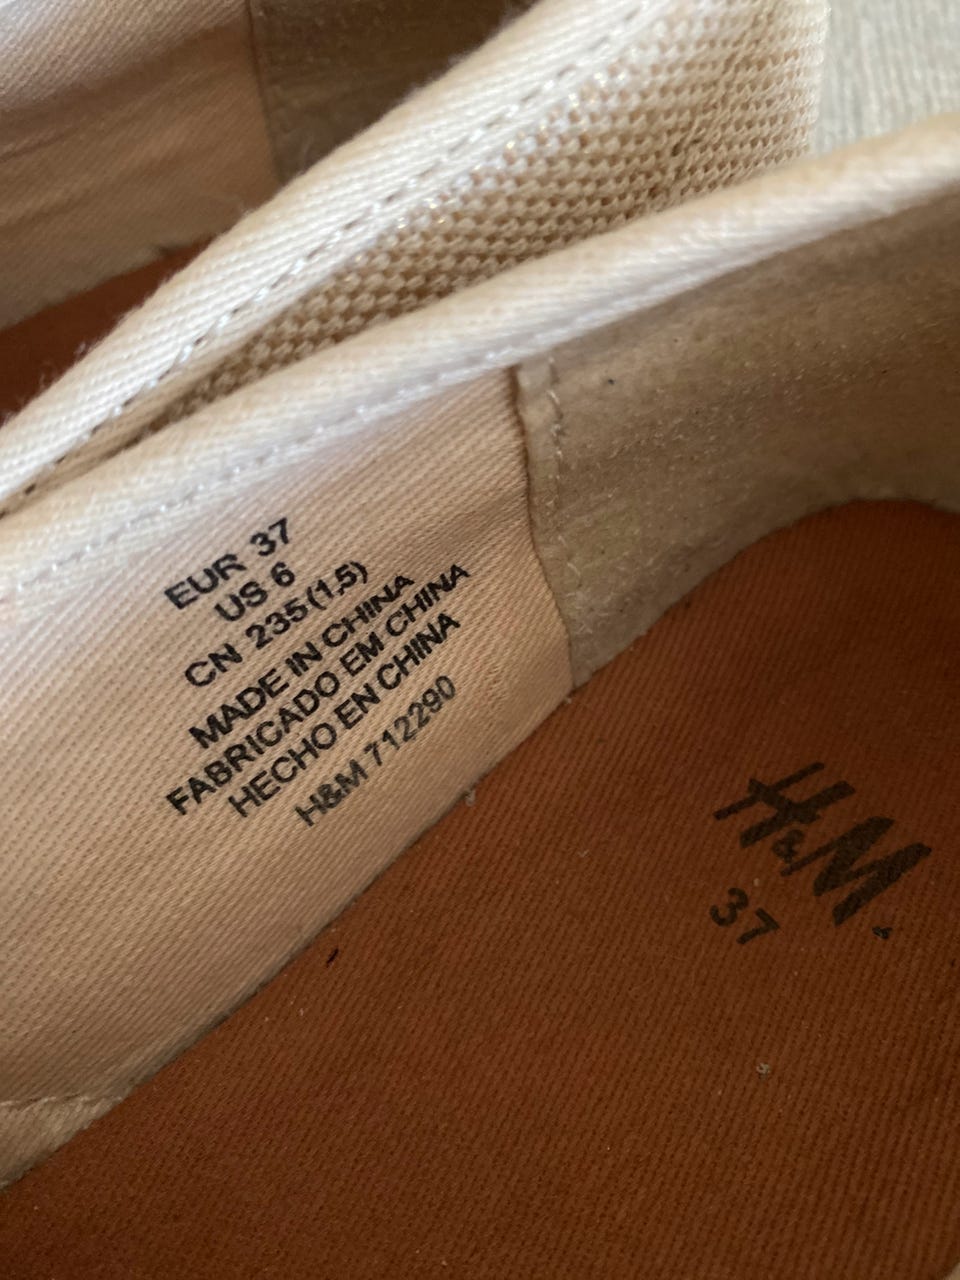 EUR 37
US 6
CN 235(1,5)
MADE IN CHINA
FABRICADO EM CHINA
HECHO EN CHINA
H&M 712290
H&M
37